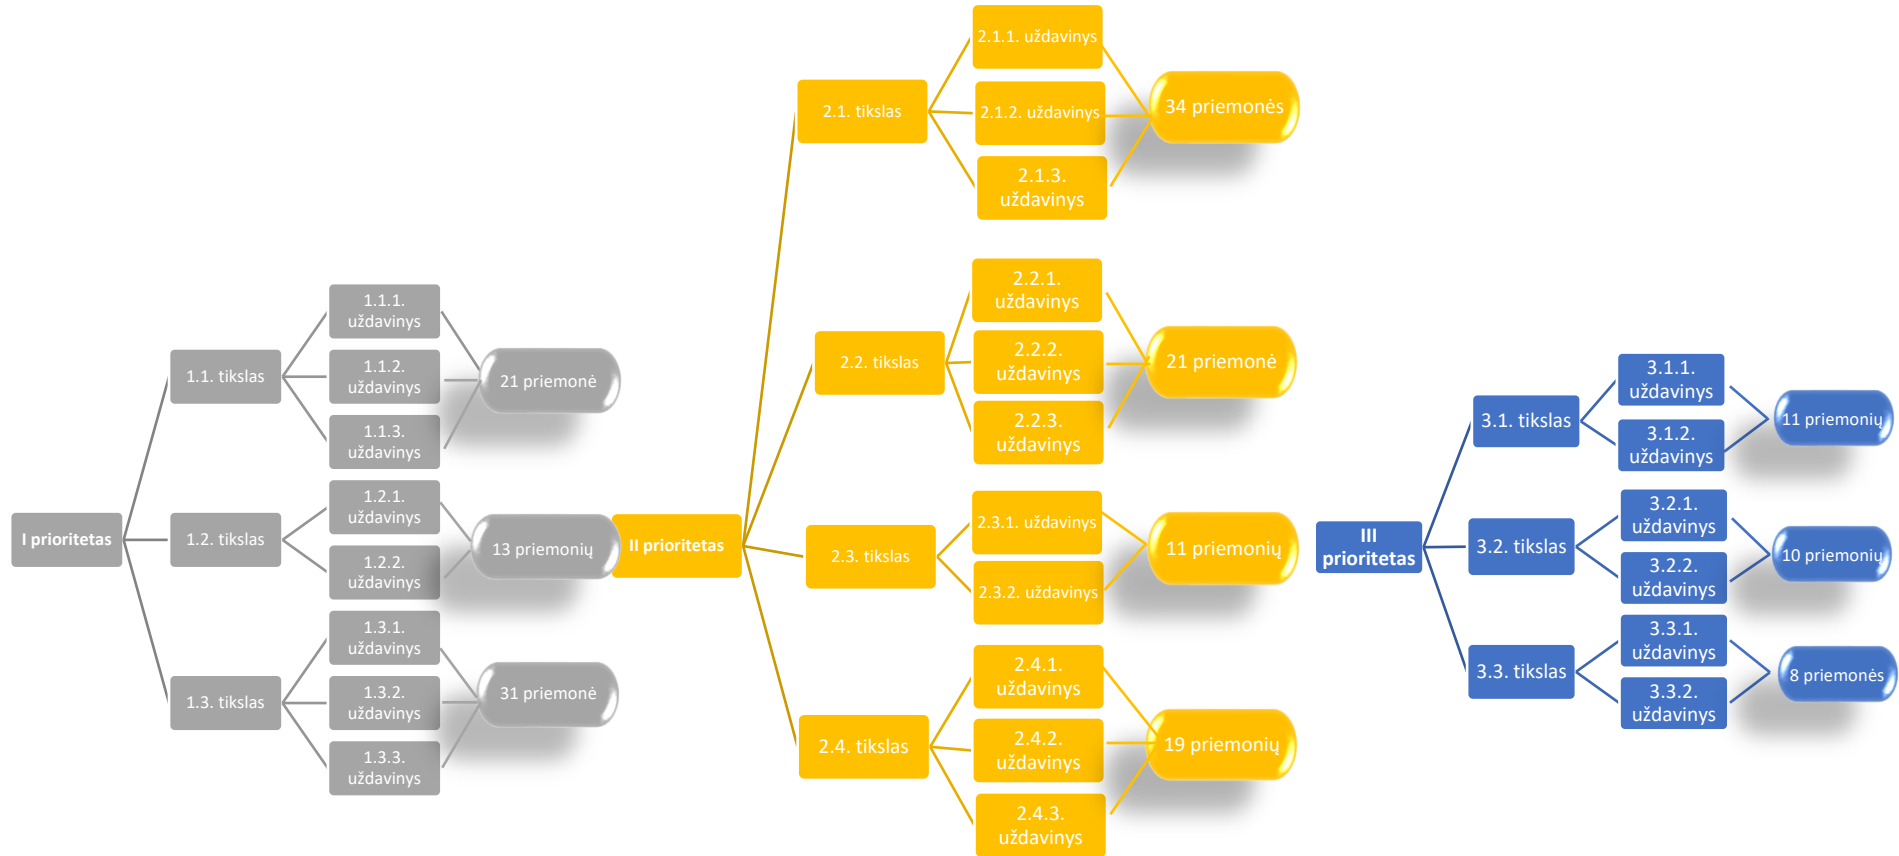 I prioritetas
1.1. tikslas
1.1.1.
uždavinys
1.1.2.
uždavinys
1.1.3.
uždavinys
21 priemonė
1.2. tikslas
1.2.1.
uždavinys
1.2.2.
uždavinys
13 priemonių
1.3. tikslas
1.3.1.
uždavinys
1.3.2.
uždavinys
1.3.3.
uždavinys
31 priemonė
II prioritetas
2.1. tikslas
2.1.1. uždavinys
2.1.2. uždavinys
2.1.3.
uždavinys
34 priemonės
2.2. tikslas
2.2.1.
uždavinys
2.2.2.
uždavinys
2.2.3.
uždavinys
21 priemonė
2.3. tikslas
2.3.1. uždavinys
2.3.2. uždavinys
11 priemonių
2.4. tikslas
2.4.1.
uždavinys
2.4.2.
uždavinys
2.4.3.
uždavinys
19 priemonių
III
prioritetas
3.1. tikslas
3.1.1.
uždavinys
3.1.2.
uždavinys
11 priemonių
3.2. tikslas
3.2.1.
uždavinys
3.2.2.
uždavinys
10 priemonių
3.3. tikslas
3.3.1.
uždavinys
3.3.2.
uždavinys
8 priemonės